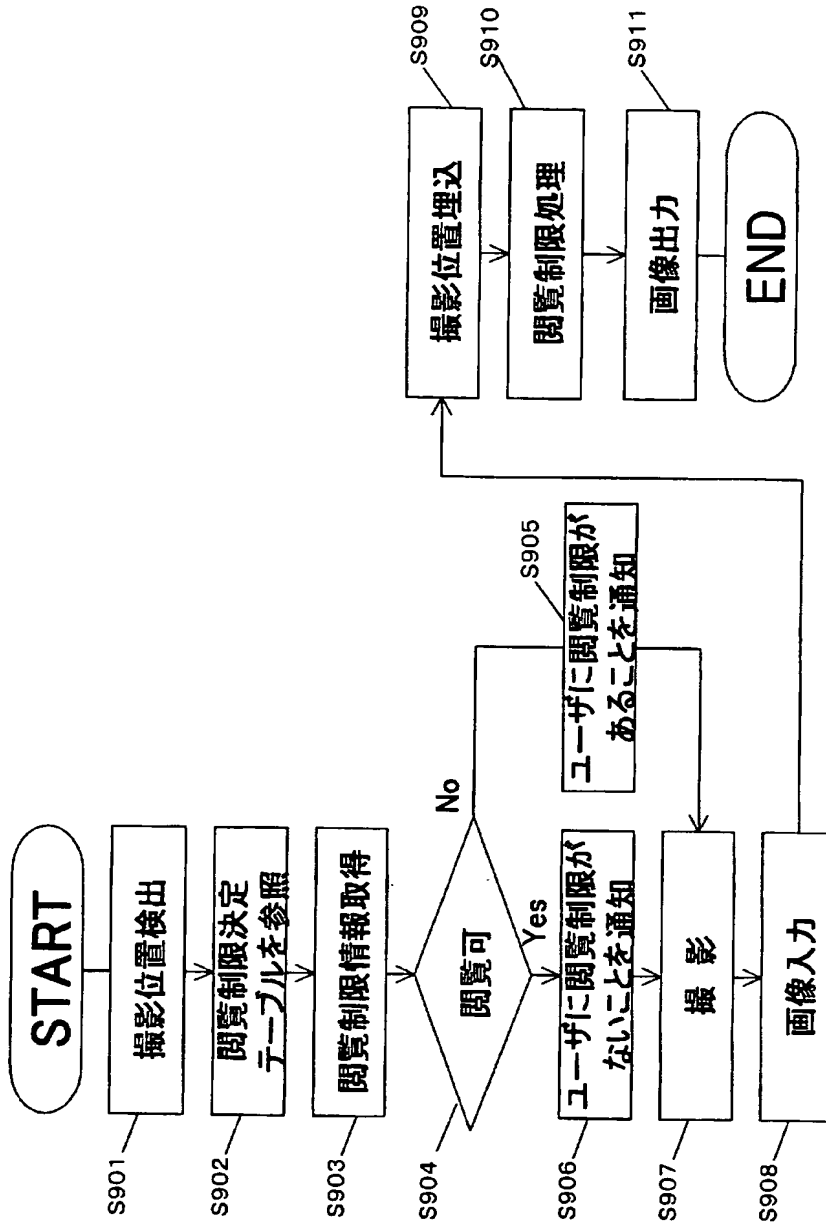 START
S901
撮影位置検出
S902
閲覧制限決定
テーブルを参照
S903
閲覧制限情報取得
S904
閲覧可
No
Yes
S905
ユーザに閲覧制限が
あることを通知
S906
ユーザに閲覧制限が
ないことを通知
S907
撮 影
S908
画像入力
S909
撮影位置埋込
S910
閲覧制限処理
S911
画像出力
END